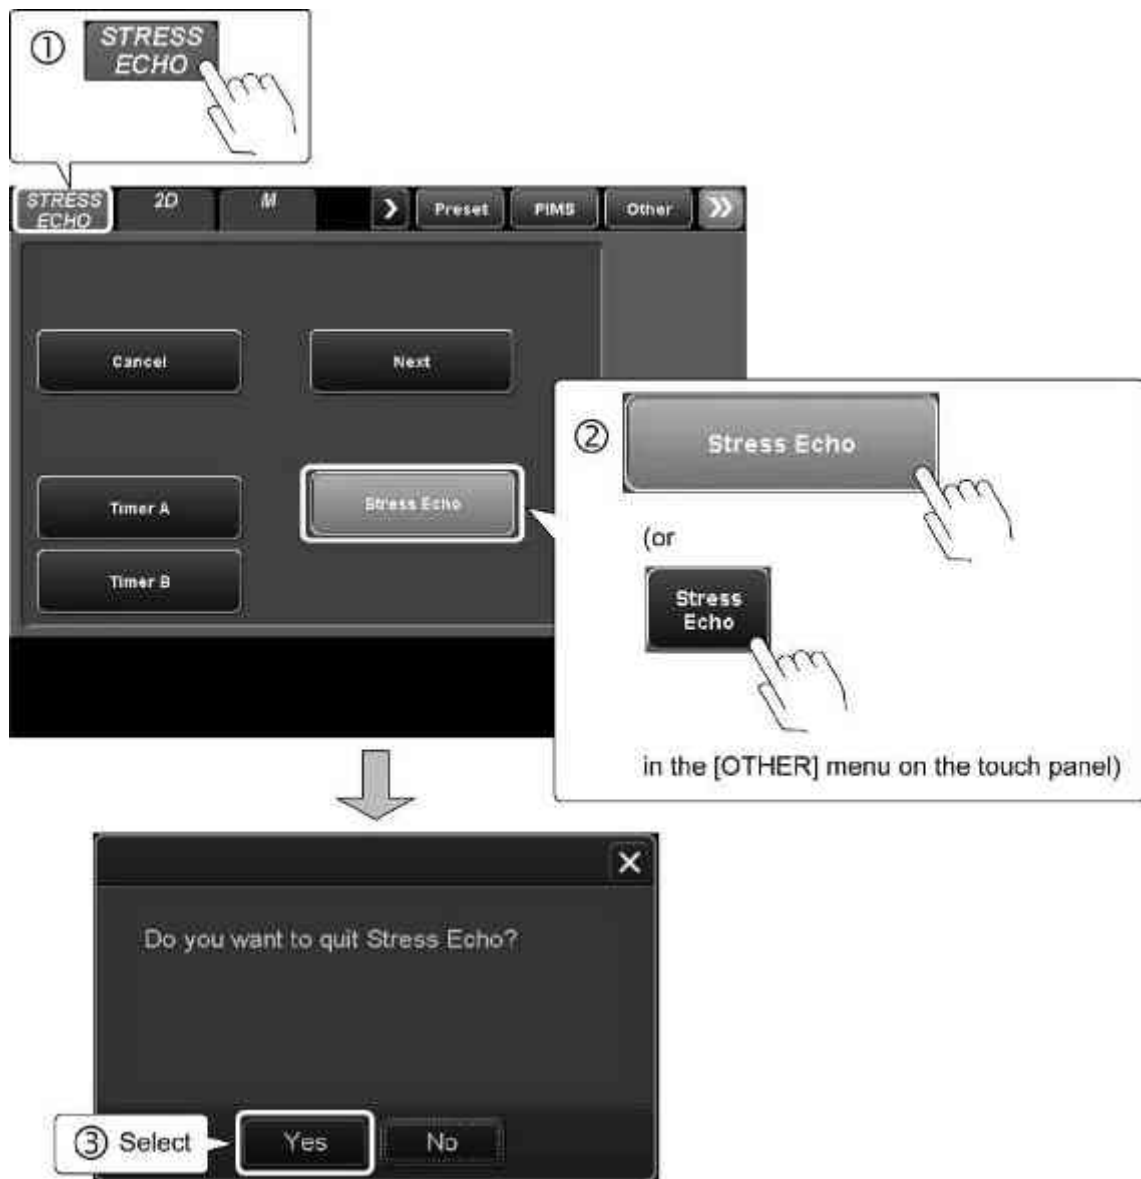 ① STRESS
ECHO
STRESS
ECHO
2D
M
Preset
PIMS
Other
Cancel
Next
Timer A
Stress Echo
Timer B
② Stress Echo
(or
Stress
Echo
in the [OTHER] menu on the touch panel)
Do you want to quit Stress Echo?
③ Select
Yes
No